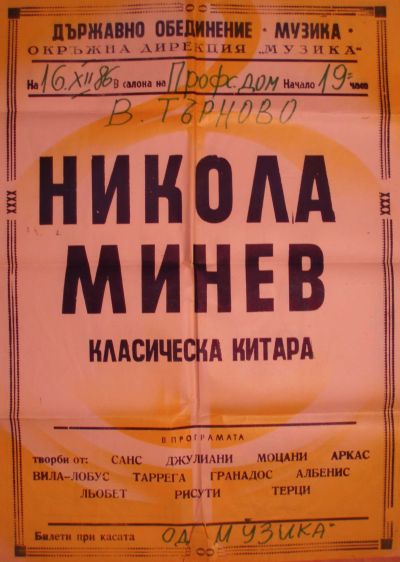 ДЪРЖАВНО ОБЕДИНЕНИЕ • МУЗИКА •
ОКРЪЖНА ДИРЕКЦИЯ „МУЗИКА“
На 16.XII 86 В салона на Профс. дом Начало 19= часа
В. ТЪРНОВО
НИКОЛА
МИНЕВ
КЛАСИЧЕСКА КИТАРА
В ПРОГРАМАТА
творби от: САНС ДЖУЛИАНИ МОЦАНИ АРКАС
ВИЛА–ЛОБУС ТАРРЕГА ГРАНАДОС АЛБЕНИС
ЛЬОБЕТ РИСУТИ ТЕРЦИ
Билети при касата ОД „МУЗИКА“